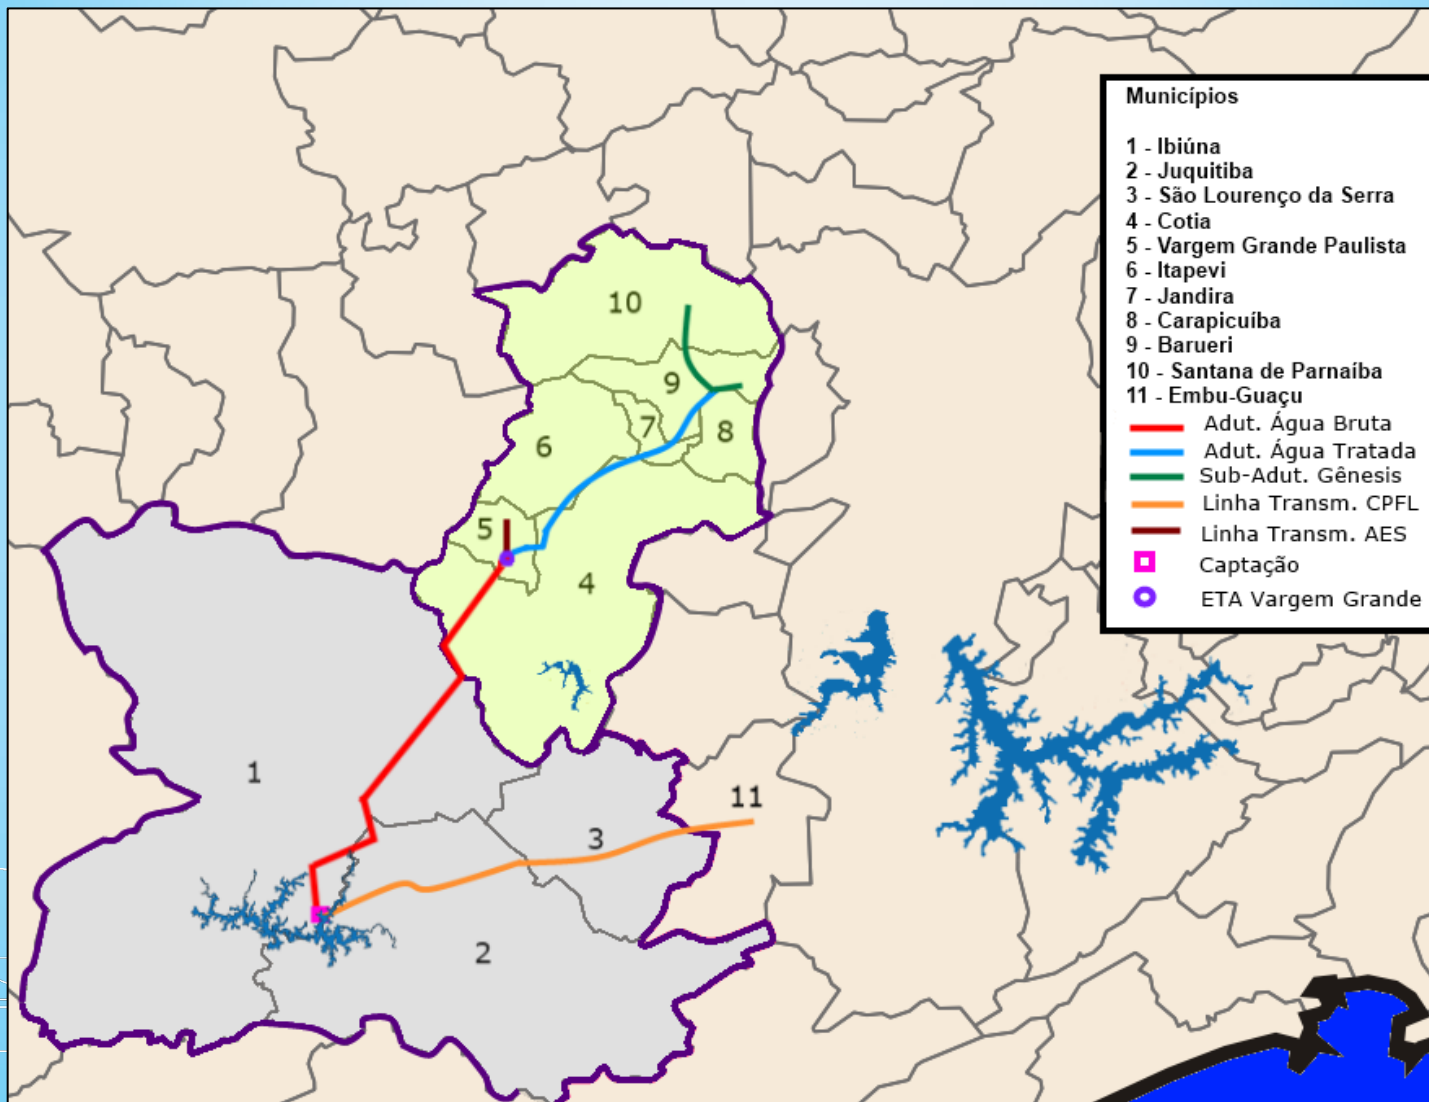 Municípios
1 - Ibiúna
2 - Juquitiba
3 - São Lourenço da Serra
4 - Cotia
5 - Vargem Grande Paulista
6 - Itapevi
7 - Jandira
8 - Carapicuíba
9 - Barueri
10 - Santana de Parnaíba
11 - Embu-Guaçu
Adut. Água Bruta
Adut. Água Tratada
Sub-Adut. Gênesis
Linha Transm. CPFL
Linha Transm. AES
Captação
ETA Vargem Grande
10
9
7
8
6
5
4
1
11
3
2